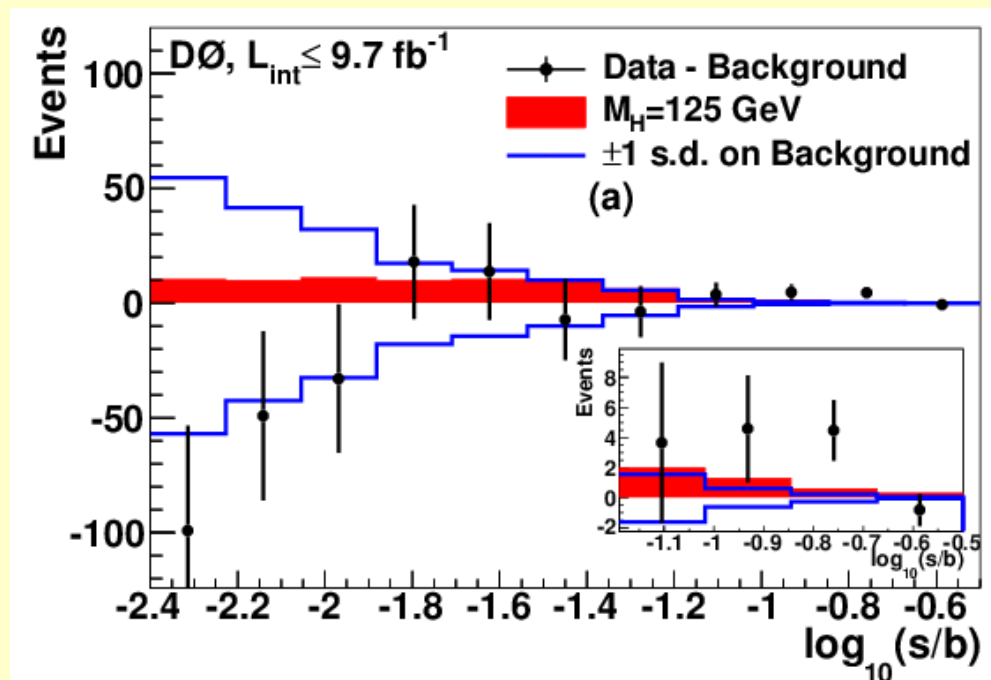 DØ, L_int ≤ 9.7 fb⁻¹
Data - Background
M_H=125 GeV
±1 s.d. on Background
(a)
Events
100
50
0
-50
-100
-2.4 -2.2 -2 -1.8 -1.6 -1.4 -1.2 -1 -0.8 -0.6
log₁₀(s/b)
Events
8
6
4
2
0
-2
-1.1 -1 -0.9 -0.8 -0.7 -0.6 -0.5
log₁₀(s/b)